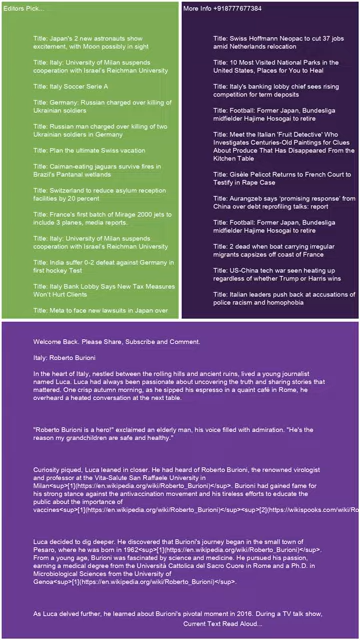 Editors Pick...
Title: Japan's 2 new astronauts show
excitement, with Moon possibly in sight
Title: Italy: University of Milan suspends
cooperation with Israel's Reichman University
Title: Italy Soccer Serie A
Title: Germany: Russian charged over killing of
Ukrainian soldiers
Title: Russian man charged over killing of two
Ukrainian soldiers in Germany
Title: Plan the ultimate Swiss vacation
Title: Caiman-eating jaguars survive fires in
Brazil's Pantanal wetlands
Title: Switzerland to reduce asylum reception
facilities by 20 percent
Title: France's first batch of Mirage 2000 jets to
include 3 planes, media reports.
Title: Italy: University of Milan suspends
cooperation with Israel's Reichman University
Title: India suffer 0-2 defeat against Germany in
first hockey Test
Title: Italy Bank Lobby Says New Tax Measures
Won't Hurt Clients
Title: Meta to face new lawsuits in Japan over
More Info +918777677384
Title: Swiss Hoffmann Neopac to cut 37 jobs
amid Netherlands relocation
Title: 10 Most Visited National Parks in the
United States, Places for You to Heal
Title: Italy's banking lobby chief sees rising
competition for term deposits
Title: Football: Former Japan, Bundesliga
midfielder Hajime Hosogai to retire
Title: Meet the Italian 'Fruit Detective' Who
Investigates Centuries-Old Paintings for Clues
About Produce That Has Disappeared From the
Kitchen Table
Title: Gisèle Pelicot Returns to French Court to
Testify in Rape Case
Title: Aurangzeb says 'promising response' from
China over debt reprofiling talks: report
Title: Football: Former Japan, Bundesliga
midfielder Hajime Hosogai to retire
Title: 2 dead when boat carrying irregular
migrants capsizes off coast of France
Title: US-China tech war seen heating up
regardless of whether Trump or Harris wins
Title: Italian leaders push back at accusations of
police racism and homophobia
Welcome Back. Please Share, Subscribe and Comment.
Italy: Roberto Burioni
In the heart of Italy, nestled between the rolling hills and ancient ruins, lived a young journalist
named Luca. Luca had always been passionate about uncovering the truth and sharing stories that
mattered. One crisp autumn morning, as he sipped his espresso in a quaint café in Rome, he
overheard a heated conversation at the next table.
"Roberto Burioni is a hero!" exclaimed an elderly man, his voice filled with admiration. "He's the
reason my grandchildren are safe and healthy."
Curiosity piqued, Luca leaned in closer. He had heard of Roberto Burioni, the renowned virologist
and professor at the Vita-Salute San Raffaele University in
Milan<sup>[1](https://en.wikipedia.org/wiki/Roberto_Burioni)</sup>. Burioni had gained fame for
his strong stance against the antivaccination movement and his tireless efforts to educate the
public about the importance of
vaccines<sup>[1](https://en.wikipedia.org/wiki/Roberto_Burioni)</sup><sup>[2](https://wikispooks.com/wiki/Ro
Luca decided to dig deeper. He discovered that Burioni's journey began in the small town of
Pesaro, where he was born in 1962<sup>[1](https://en.wikipedia.org/wiki/Roberto_Burioni)</sup>.
From a young age, Burioni was fascinated by science and medicine. He pursued his passion,
earning a medical degree from the Università Cattolica del Sacro Cuore in Rome and a Ph.D. in
Microbiological Sciences from the University of
Genoa<sup>[1](https://en.wikipedia.org/wiki/Roberto_Burioni)</sup>.
As Luca delved further, he learned about Burioni's pivotal moment in 2016. During a TV talk show,
Current Text Read Aloud...